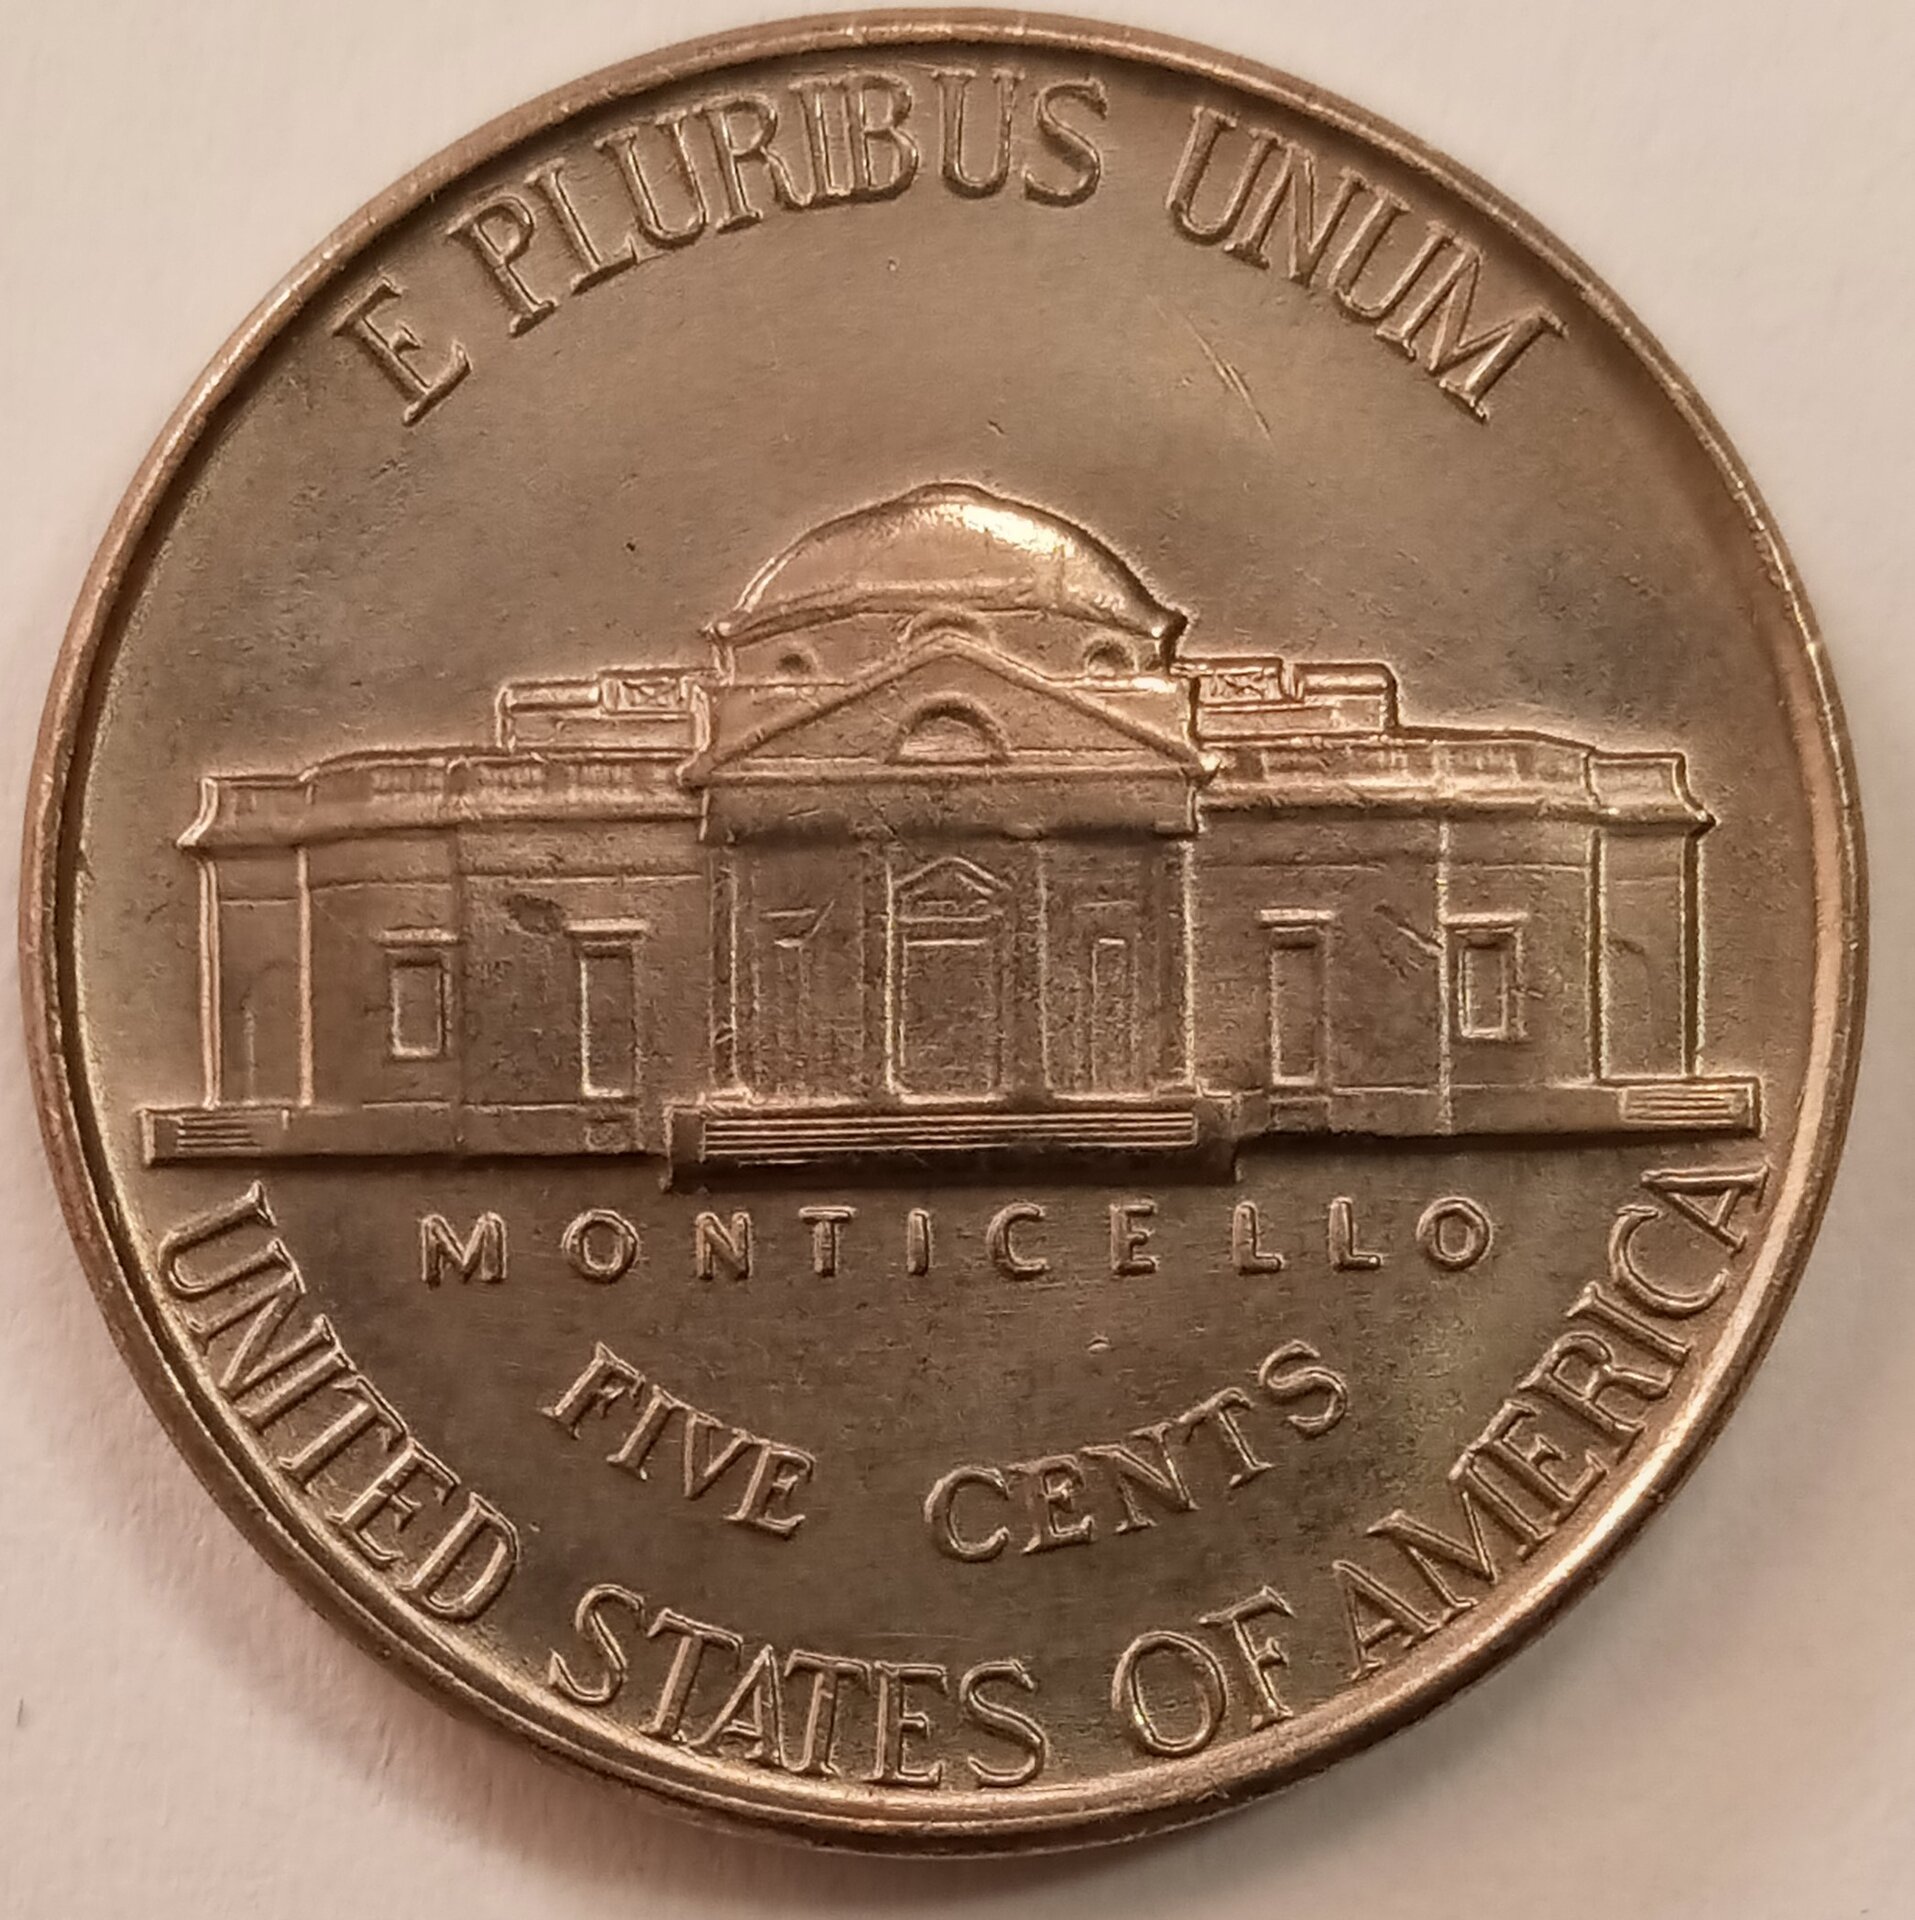 E PLURIBUS UNUM
MONTICELLO
FIVE CENTS
UNITED STATES OF AMERICA